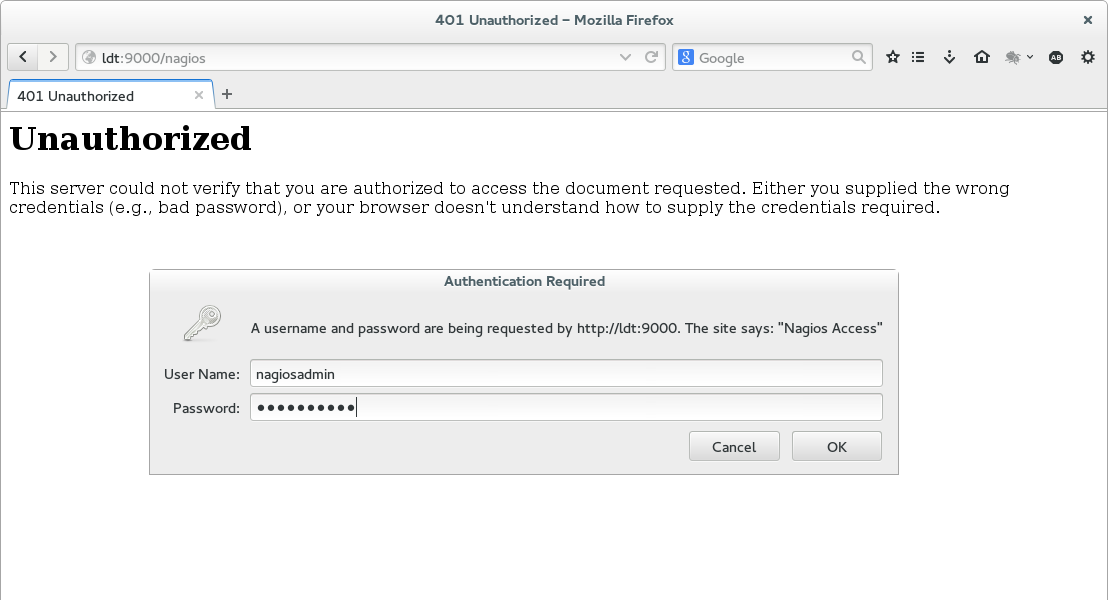 401 Unauthorized – Mozilla Firefox
ldt:9000/nagios
8 Google
AB
401 Unauthorized
Unauthorized
This server could not verify that you are authorized to access the document requested. Either you supplied the wrong
credentials (e.g., bad password), or your browser doesn't understand how to supply the credentials required.
Authentication Required
A username and password are being requested by http://ldt:9000. The site says: "Nagios Access"
User Name: nagiosadmin
Password: ●●●●●●●●●●
Cancel OK